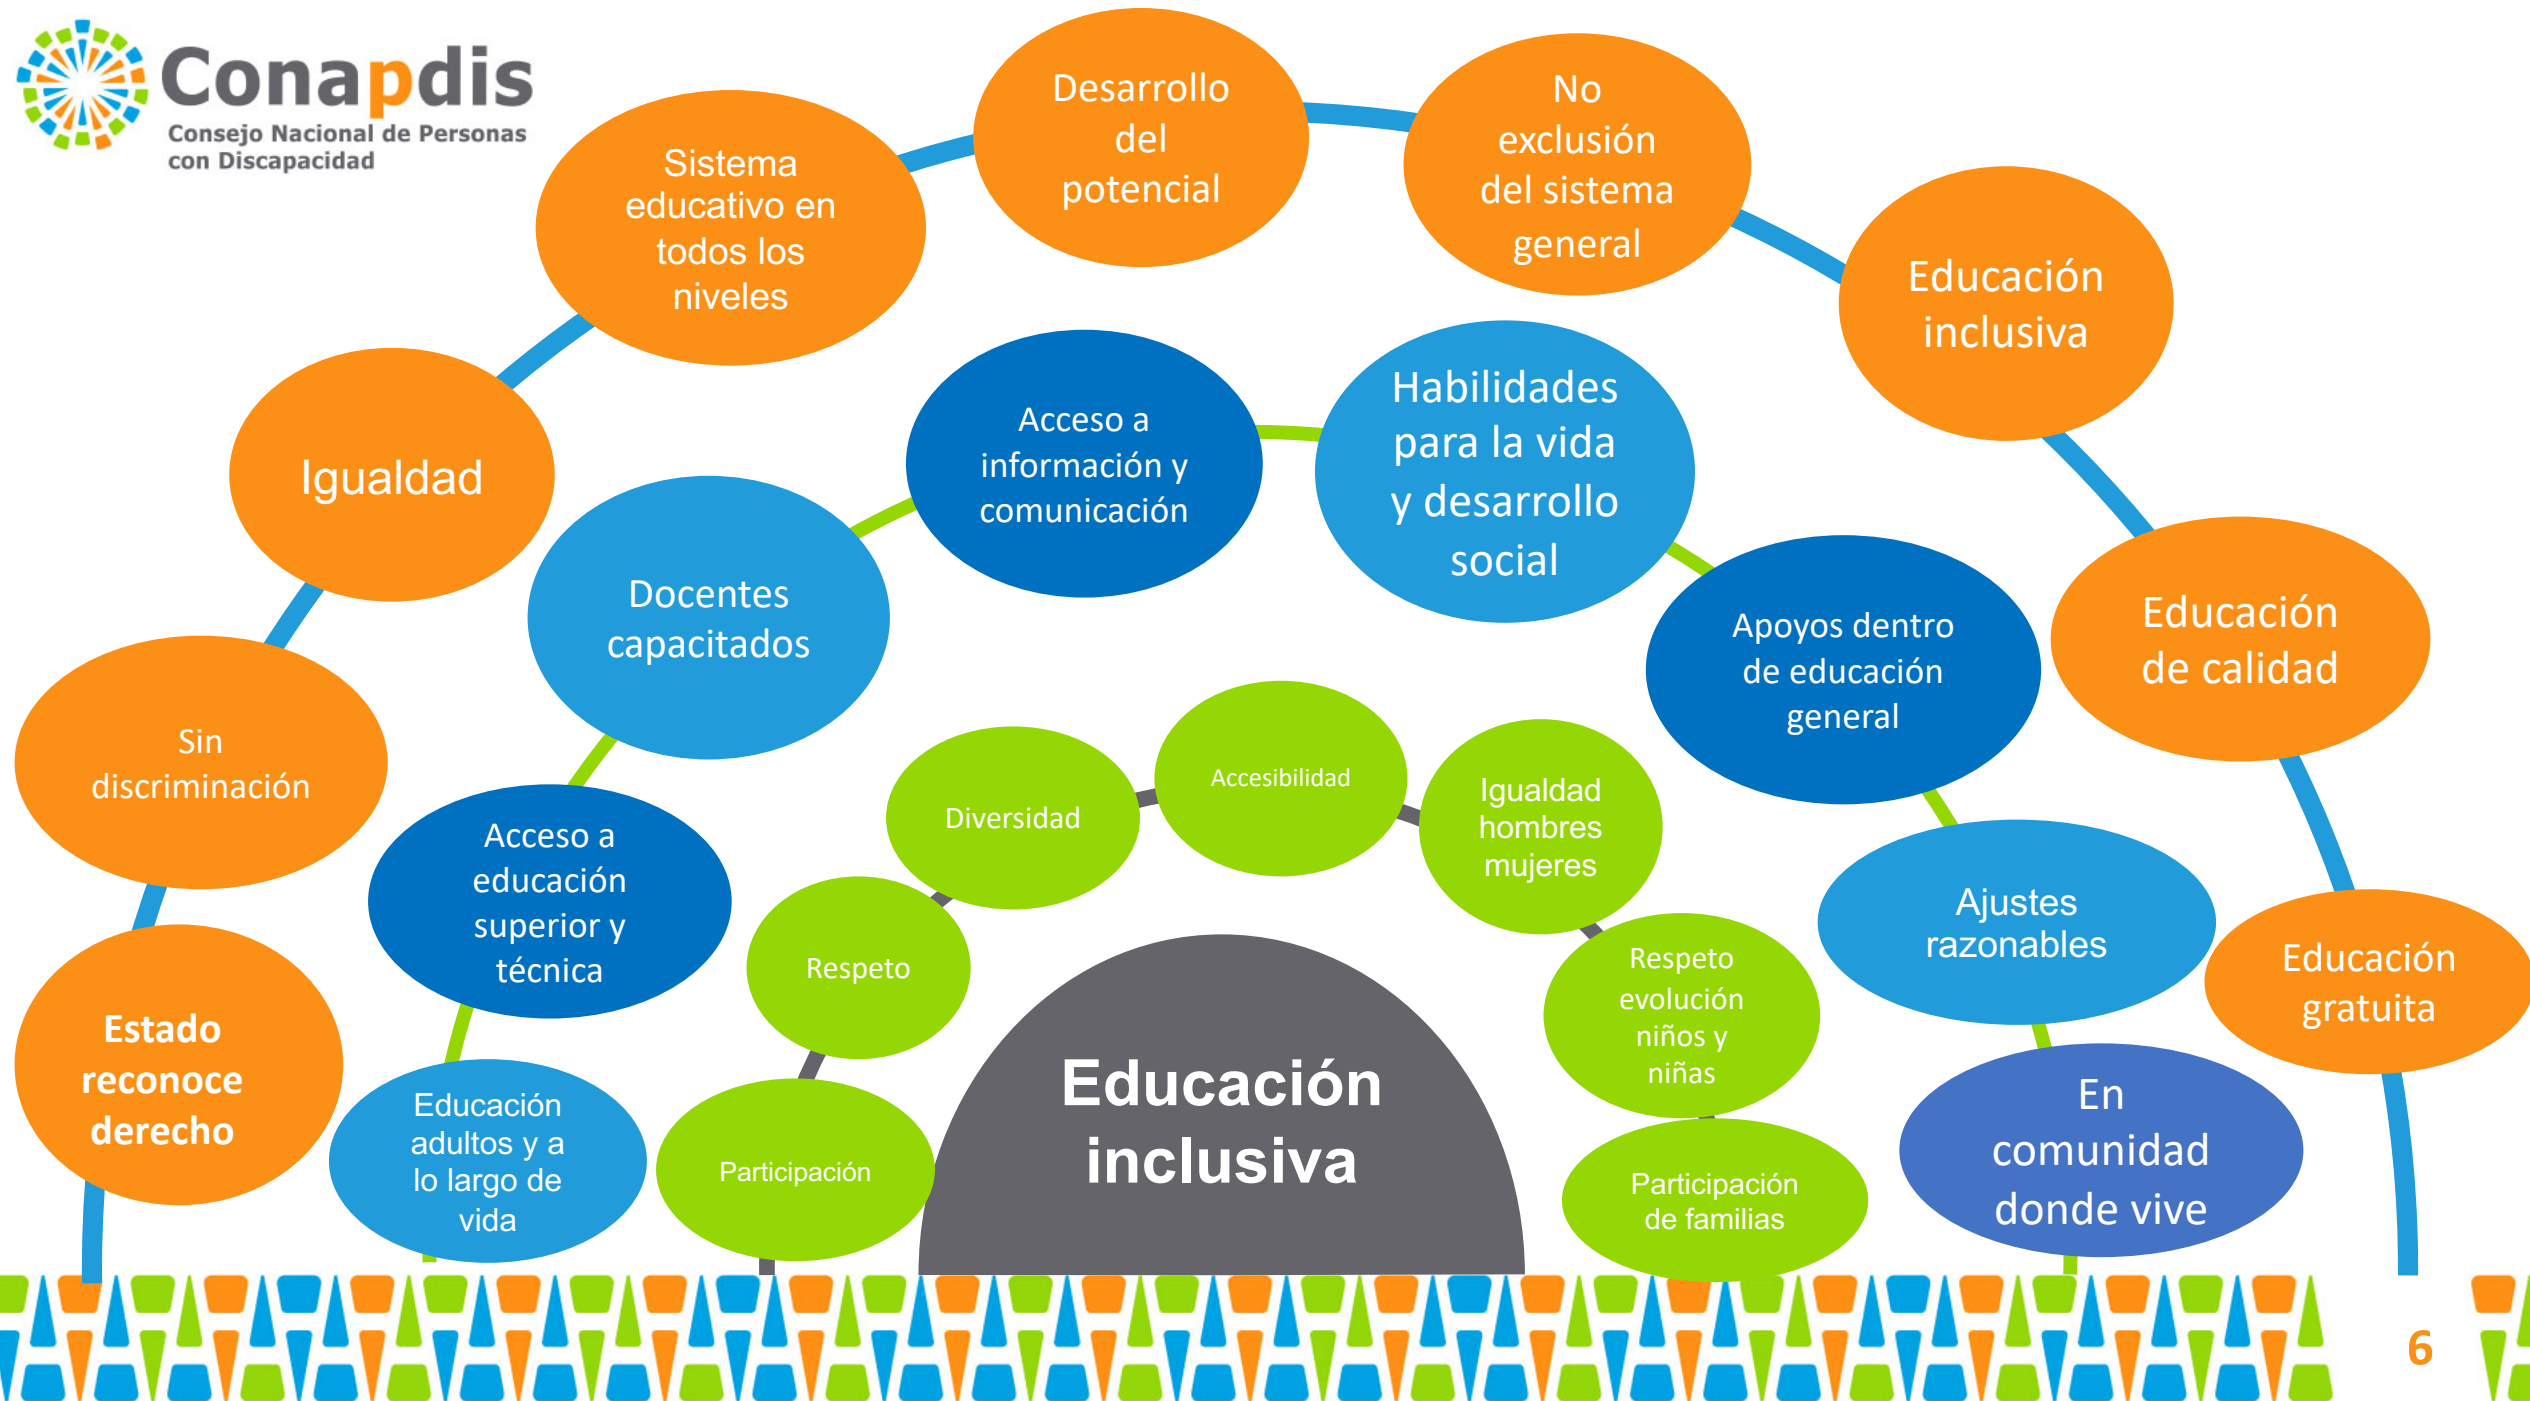 Conapdis
Consejo Nacional de Personas
con Discapacidad
Estado
reconoce
derecho
Sin
discriminación
Igualdad
Sistema
educativo en
todos los
niveles
Desarrollo
del
potencial
No
exclusión
del sistema
general
Educación
inclusiva
Educación
de calidad
Educación
gratuita
Educación
adultos y a
lo largo de
vida
Acceso a
educación
superior y
técnica
Docentes
capacitados
Acceso a
información y
comunicación
Habilidades
para la vida
y desarrollo
social
Apoyos dentro
de educación
general
Ajustes
razonables
En
comunidad
donde vive
Participación
Respeto
Diversidad
Accesibilidad
Igualdad
hombres
mujeres
Respeto
evolución
niños y
niñas
Participación
de familias
Educación
inclusiva
6